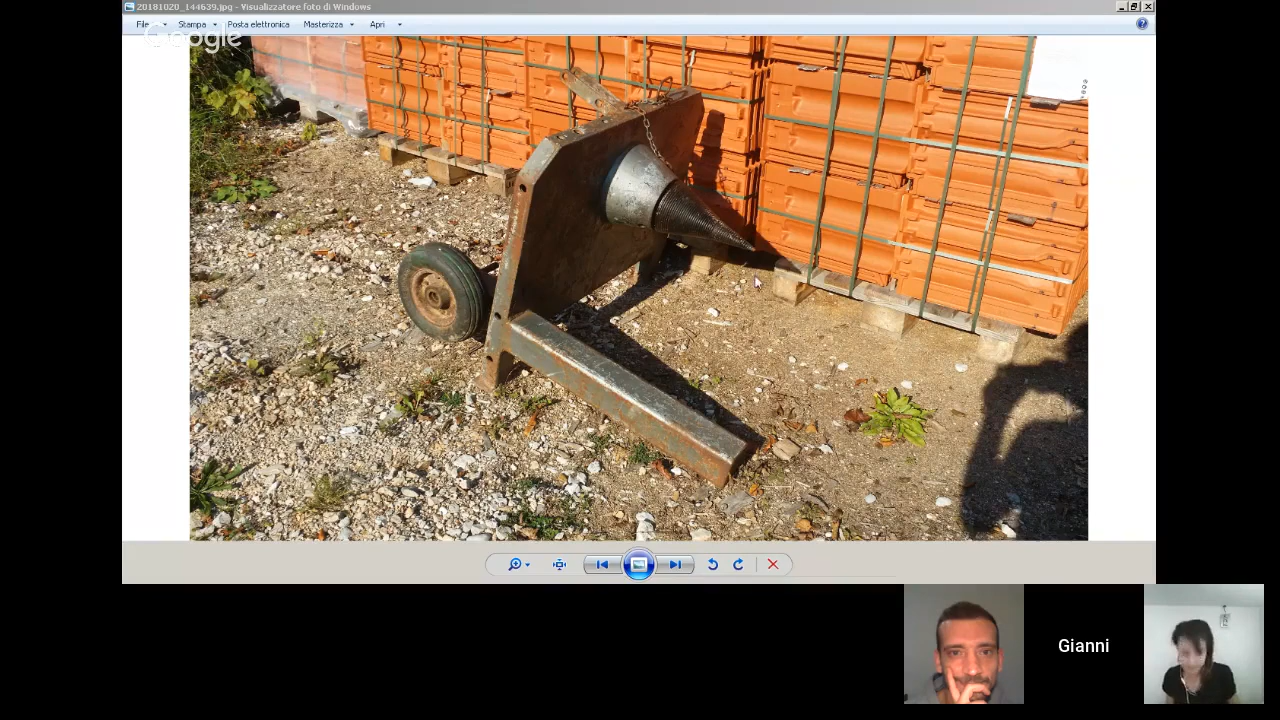 20181020_144639.jpg - Visualizzatore foto di Windows
File Stampa Posta elettronica Masterizza Apri
Google
Gianni